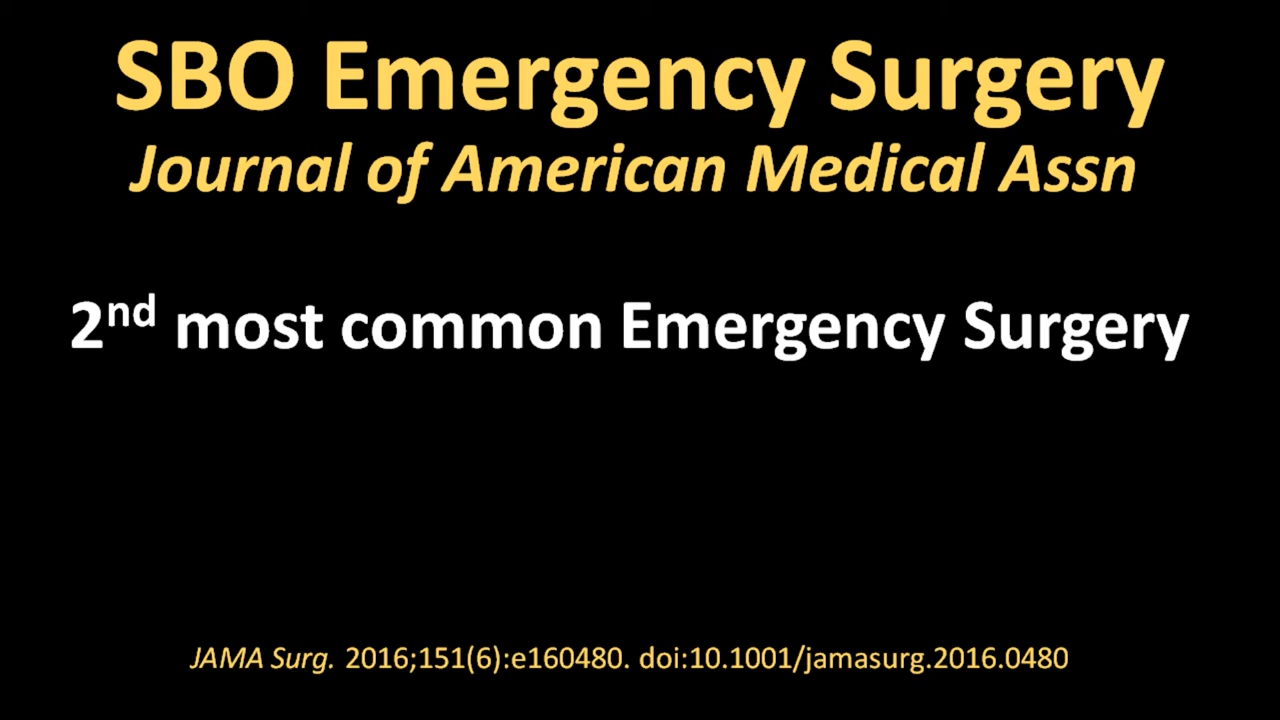 SBO Emergency Surgery
Journal of American Medical Assn
2nd most common Emergency Surgery
JAMA Surg. 2016;151(6):e160480. doi:10.1001/jamasurg.2016.0480